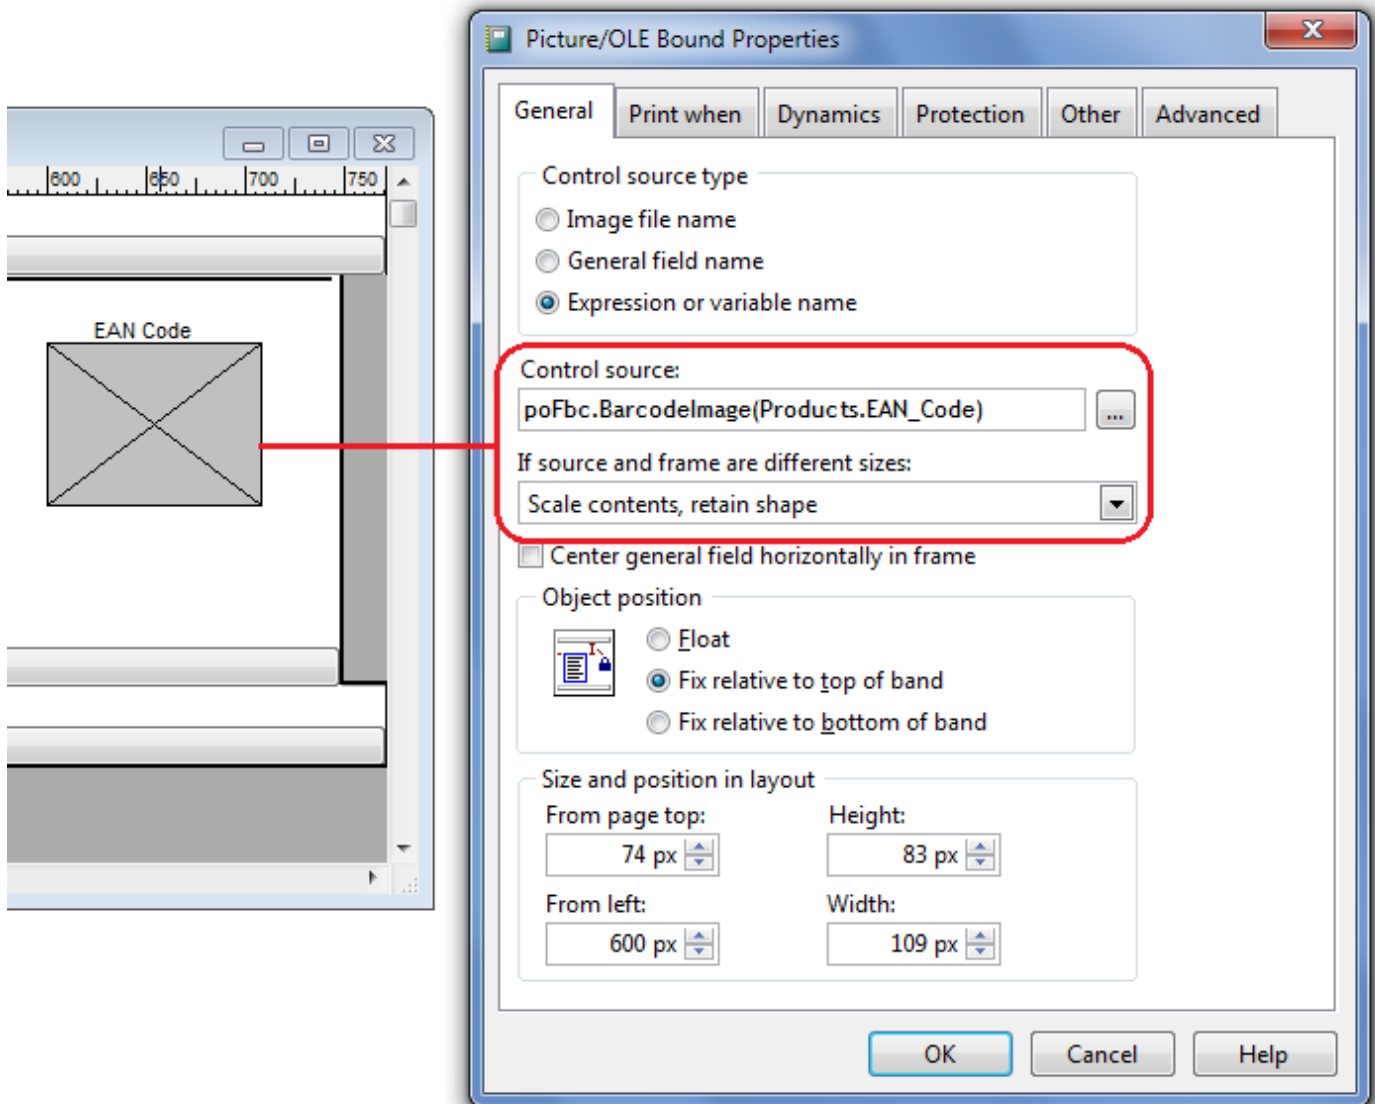 Picture/OLE Bound Properties
General Print when Dynamics Protection Other Advanced
600 650 700 750
EAN Code
Control source type
Image file name
General field name
Expression or variable name
Control source:
poFbc.BarcodeImage(Products.EAN_Code) ...
If source and frame are different sizes:
Scale contents, retain shape
Center general field horizontally in frame
Object position
Float
Fix relative to top of band
Fix relative to bottom of band
Size and position in layout
From page top: Height:
74 px 83 px
From left: Width:
600 px 109 px
OK Cancel Help